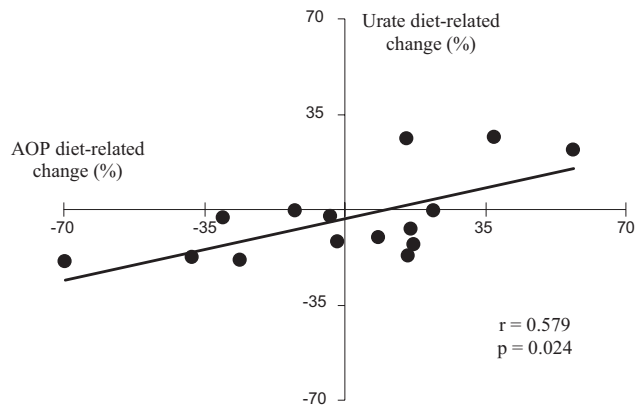 70
Urate diet-related
change (%)
35
AOP diet-related
change (%)
-70
-35
35
70
-35
r = 0.579
p = 0.024
-70